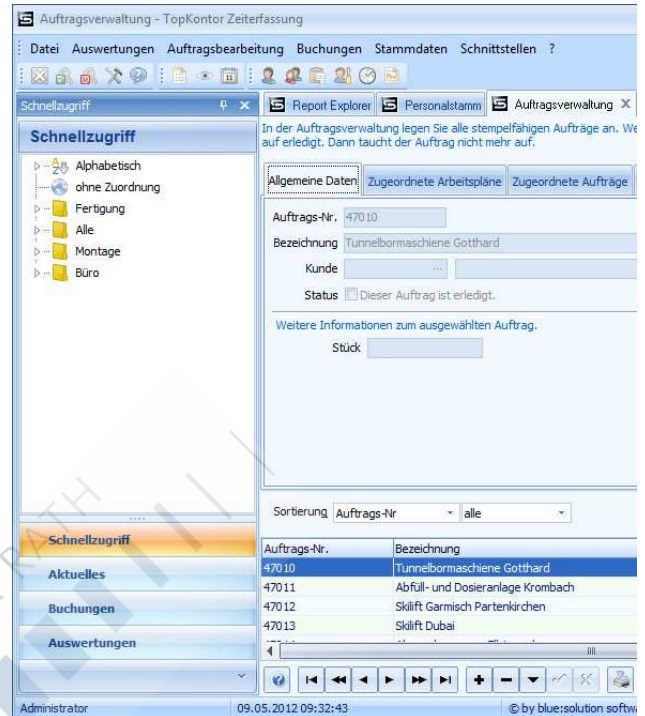 Auftragsverwaltung - TopKontor Zeiterfassung
Datei Auswertungen Auftragsbearbeitung Buchungen Stammdaten Schnittstellen ?
Schnellzugriff
Report Explorer Personalstamm Auftragsverwaltung X
Schnellzugriff
In der Auftragsverwaltung legen Sie alle stempelfähigen Aufträge an. We
auf erledigt. Dann taucht der Auftrag nicht mehr auf.
Alphabetisch
ohne Zuordnung
Fertigung
Alle
Montage
Büro
Allgemeine Daten Zugeordnete Arbeitspläne Zugeordnete Aufträge
Auftrags-Nr. 47010
Bezeichnung Tunnelbormaschiene Gotthard
Kunde ...
Status Dieser Auftrag ist erledigt.
Weitere Informationen zum ausgewählten Auftrag.
Stück
Sortierung Auftrags-Nr alle
Schnellzugriff
Aktuelles
Buchungen
Auswertungen
Auftrags-Nr. Bezeichnung
47010 Tunnelbormaschiene Gotthard
47011 Abfüll- und Dosieranlage Krombach
47012 Skilift Garmisch Partenkirchen
47013 Skilift Dubai
Administrator 09.05.2012 09:32:43 © by blue:solution softwa
RATH